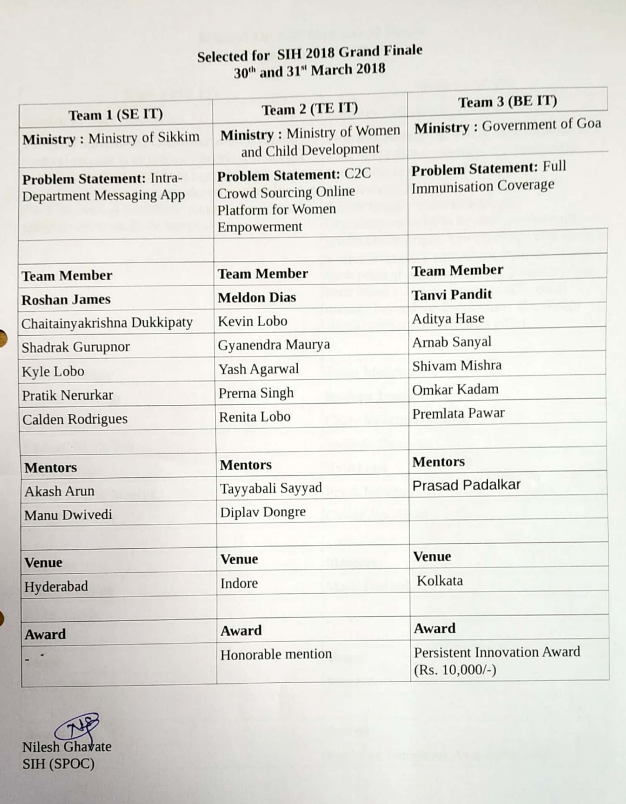 Selected for SIH 2018 Grand Finale
30th and 31st March 2018
Team 1 (SE IT) Team 2 (TE IT) Team 3 (BE IT)
Ministry : Ministry of Sikkim Ministry : Ministry of Women Ministry : Government of Goa
and Child Development
Problem Statement: Intra- Problem Statement: C2C Problem Statement: Full
Department Messaging App Crowd Sourcing Online Immunisation Coverage
Platform for Women
Empowerment
Team Member Team Member Team Member
Roshan James Meldon Dias Tanvi Pandit
Chaitainyakrishna Dukkipaty Kevin Lobo Aditya Hase
Shadrak Gurupnor Gyanendra Maurya Arnab Sanyal
Kyle Lobo Yash Agarwal Shivam Mishra
Pratik Nerurkar Prerna Singh Omkar Kadam
Calden Rodrigues Renita Lobo Premlata Pawar
Mentors Mentors Mentors
Akash Arun Tayyabali Sayyad Prasad Padalkar
Manu Dwivedi Diplav Dongre
Venue Venue Venue
Hyderabad Indore Kolkata
Award Award Award
- Honorable mention Persistent Innovation Award
(Rs. 10,000/-)
Nilesh Ghavate
SIH (SPOC)